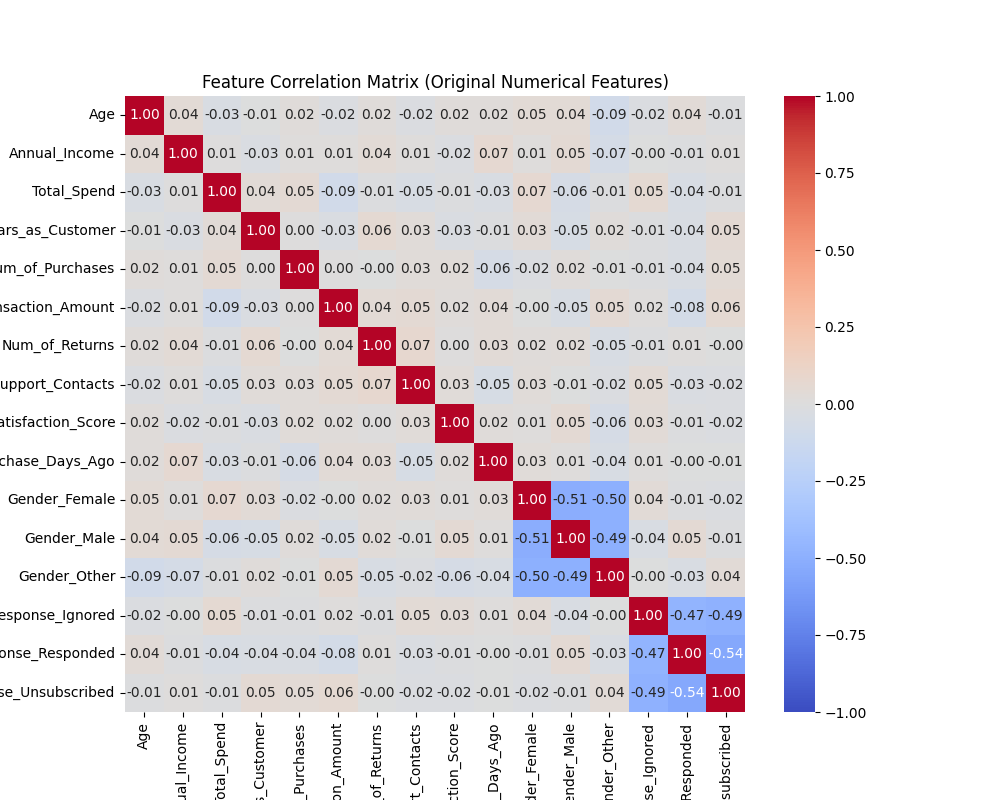 Feature Correlation Matrix (Original Numerical Features)
Age 1.00 0.04 -0.03 -0.01 0.02 -0.02 0.02 -0.02 0.02 0.02 0.05 0.04 -0.09 -0.02 0.04 -0.01
Annual_Income 0.04 1.00 0.01 -0.03 0.01 0.01 0.04 0.01 -0.02 0.07 0.01 0.05 -0.07 -0.00 -0.01 0.01
Total_Spend -0.03 0.01 1.00 0.04 0.05 -0.09 -0.01 -0.05 -0.01 -0.03 0.07 -0.06 -0.01 0.05 -0.04 -0.01
ars_as_Customer -0.01 -0.03 0.04 1.00 0.00 -0.03 0.06 0.03 -0.03 -0.01 0.03 -0.05 0.02 -0.01 -0.04 0.05
um_of_Purchases 0.02 0.01 0.05 0.00 1.00 0.00 -0.00 0.03 0.02 -0.06 -0.02 0.02 -0.01 -0.01 -0.04 0.05
nsaction_Amount -0.02 0.01 -0.09 -0.03 0.00 1.00 0.04 0.05 0.02 0.04 -0.00 -0.05 0.05 0.02 -0.08 0.06
Num_of_Returns 0.02 0.04 -0.01 0.06 -0.00 0.04 1.00 0.07 0.00 0.03 0.02 0.02 -0.05 -0.01 0.01 -0.00
upport_Contacts -0.02 0.01 -0.05 0.03 0.03 0.05 0.07 1.00 0.03 -0.05 0.03 -0.01 -0.02 0.05 -0.03 -0.02
atisfaction_Score 0.02 -0.02 -0.01 -0.03 0.02 0.02 0.00 0.03 1.00 0.02 0.01 0.05 -0.06 0.03 -0.01 -0.02
chase_Days_Ago 0.02 0.07 -0.03 -0.01 -0.06 0.04 0.03 -0.05 0.02 1.00 0.03 0.01 -0.04 0.01 -0.00 -0.01
Gender_Female 0.05 0.01 0.07 0.03 -0.02 -0.00 0.02 0.03 0.01 0.03 1.00 -0.51 -0.50 0.04 -0.01 -0.02
Gender_Male 0.04 0.05 -0.06 -0.05 0.02 -0.05 0.02 -0.01 0.05 0.01 -0.51 1.00 -0.49 -0.04 0.05 -0.01
Gender_Other -0.09 -0.07 -0.01 0.02 -0.01 0.05 -0.05 -0.02 -0.06 -0.04 -0.50 -0.49 1.00 -0.00 -0.03 0.04
esponse_Ignored -0.02 -0.00 0.05 -0.01 -0.01 0.02 -0.01 0.05 0.03 0.01 0.04 -0.04 -0.00 1.00 -0.47 -0.49
onse_Responded 0.04 -0.01 -0.04 -0.04 -0.04 -0.08 0.01 -0.03 -0.01 -0.00 -0.01 0.05 -0.03 -0.47 1.00 -0.54
se_Unsubscribed -0.01 0.01 -0.01 0.05 0.05 0.06 -0.00 -0.02 -0.02 -0.01 -0.02 -0.01 0.04 -0.49 -0.54 1.00
Age
ual_Income
Total_Spend
s_Customer
_Purchases
on_Amount
of_Returns
rt_Contacts
ction_Score
_Days_Ago
der_Female
ender_Male
nder_Other
se_Ignored
Responded
subscribed
1.00
0.75
0.50
0.25
0.00
−0.25
−0.50
−0.75
−1.00